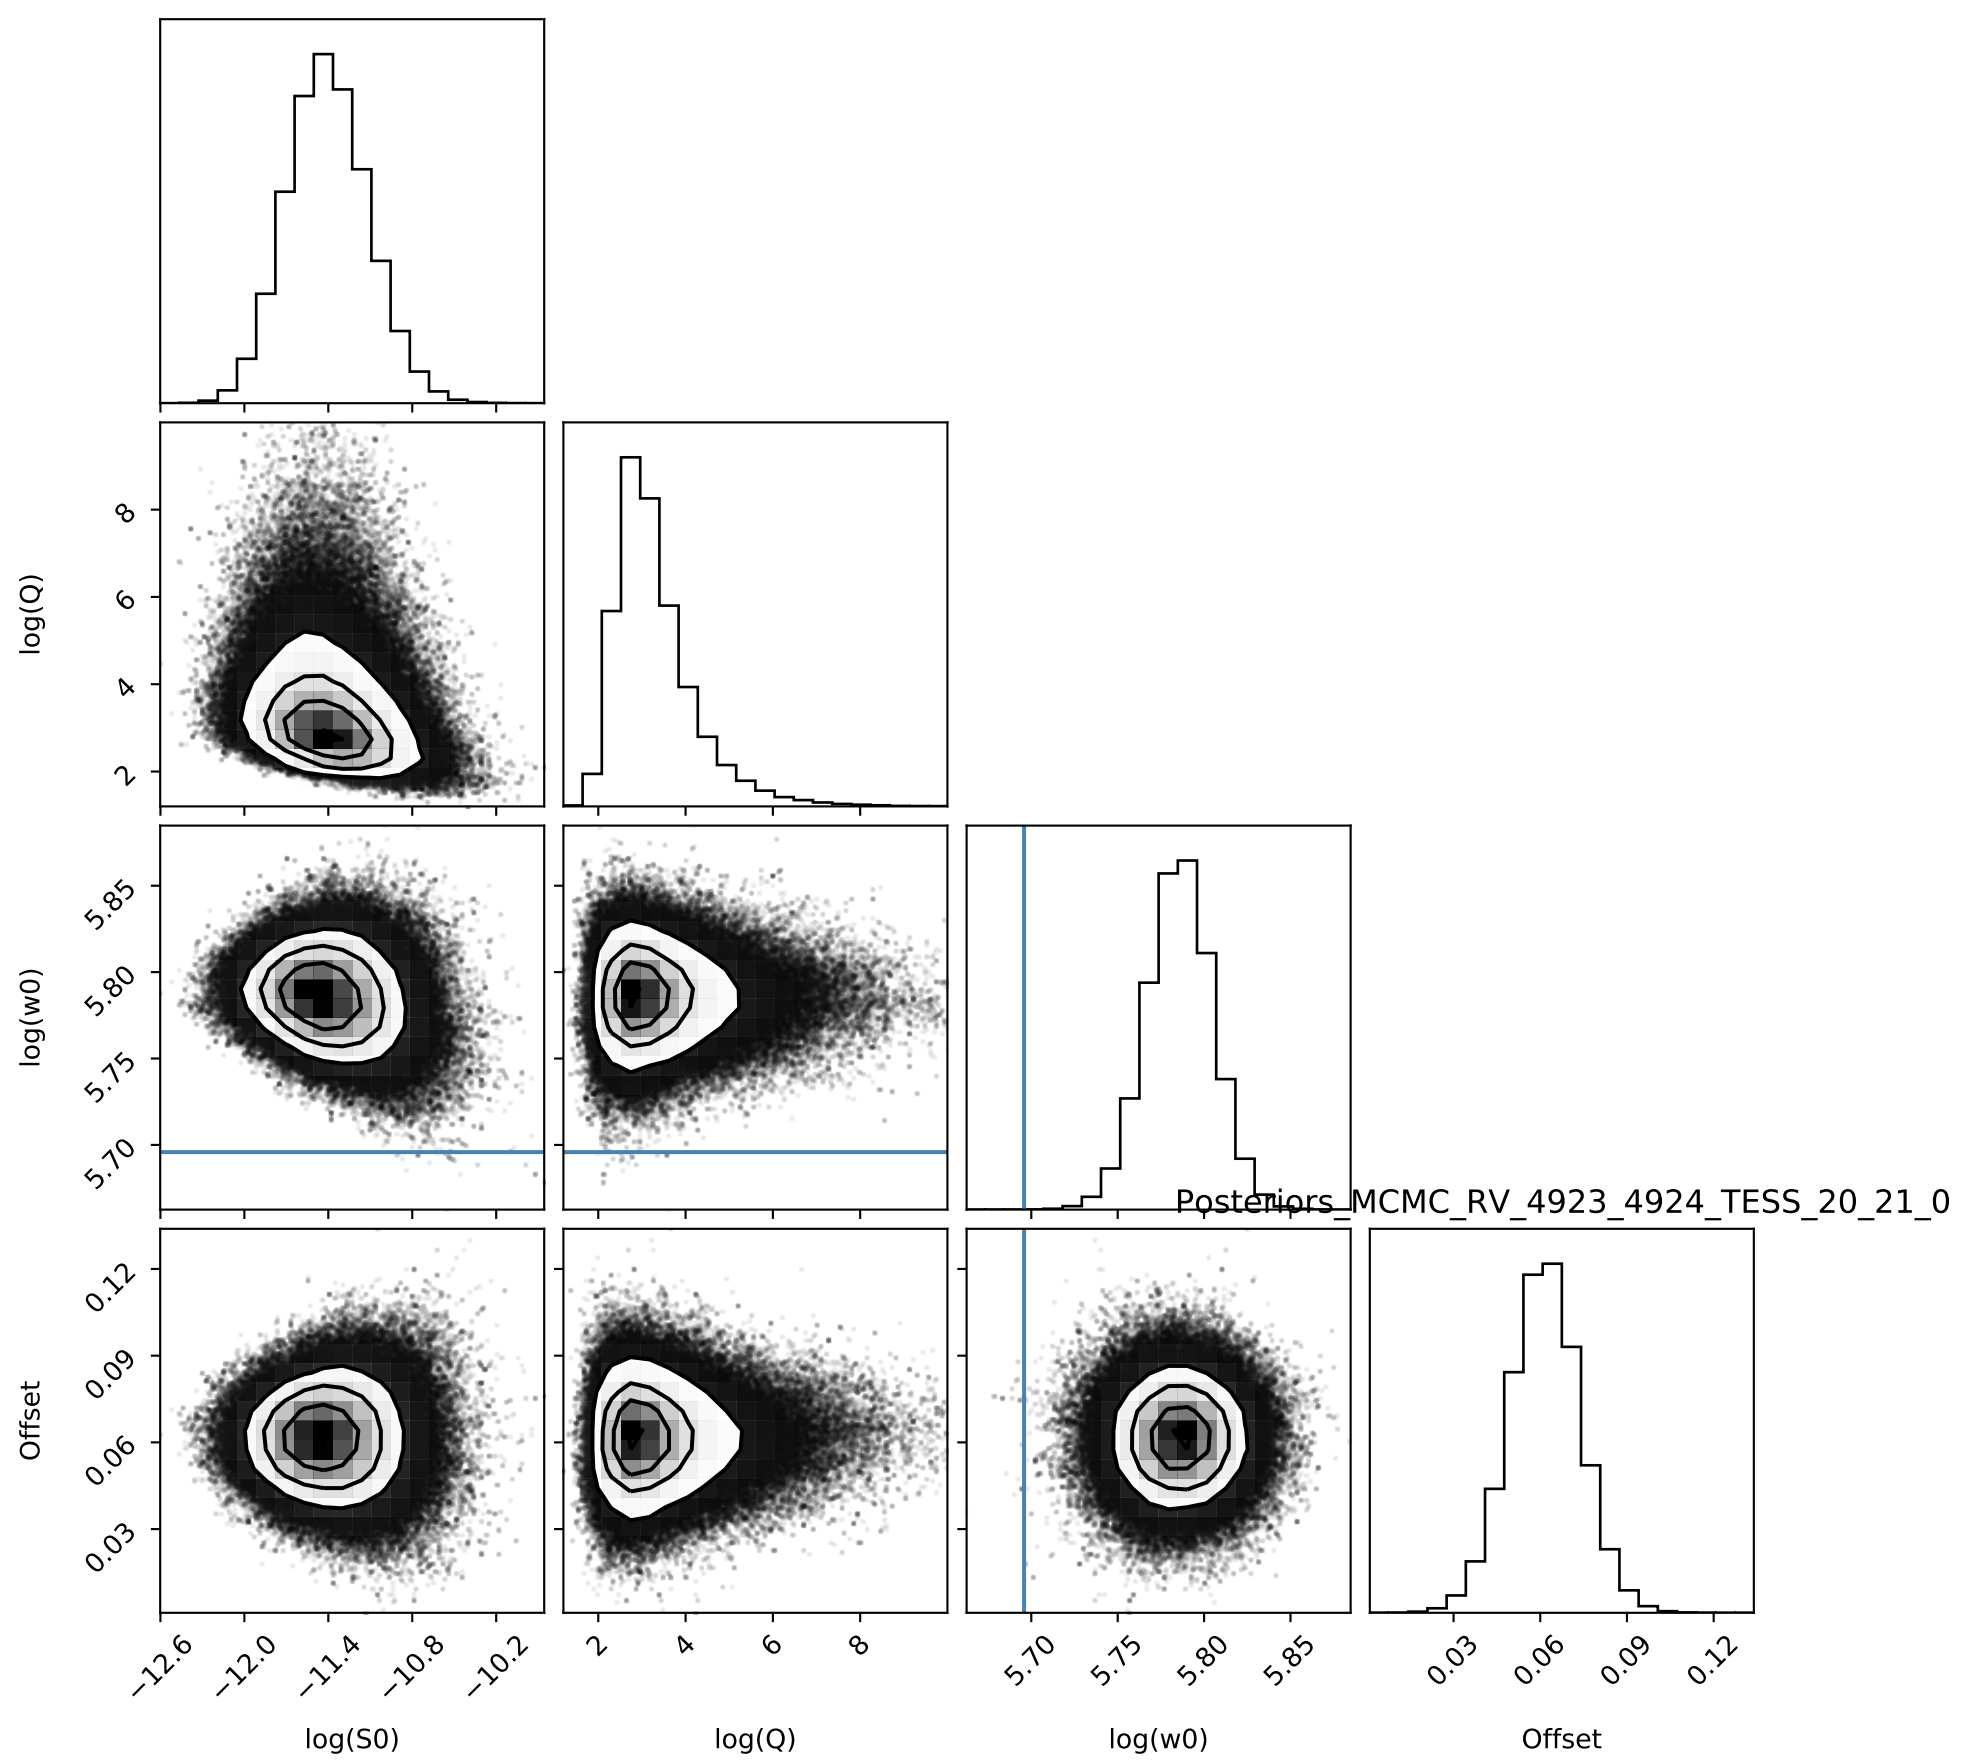 log(Q)
8
6
4
2
log(w0)
5.85
5.80
5.75
5.70
Posteriors_MCMC_RV_4923_4924_TESS_20_21_0
Offset
0.12
0.09
0.06
0.03
−12.6 −12.0 −11.4 −10.8 −10.2
2 4 6 8
5.70 5.75 5.80 5.85
0.03 0.06 0.09 0.12
log(S0) log(Q) log(w0) Offset